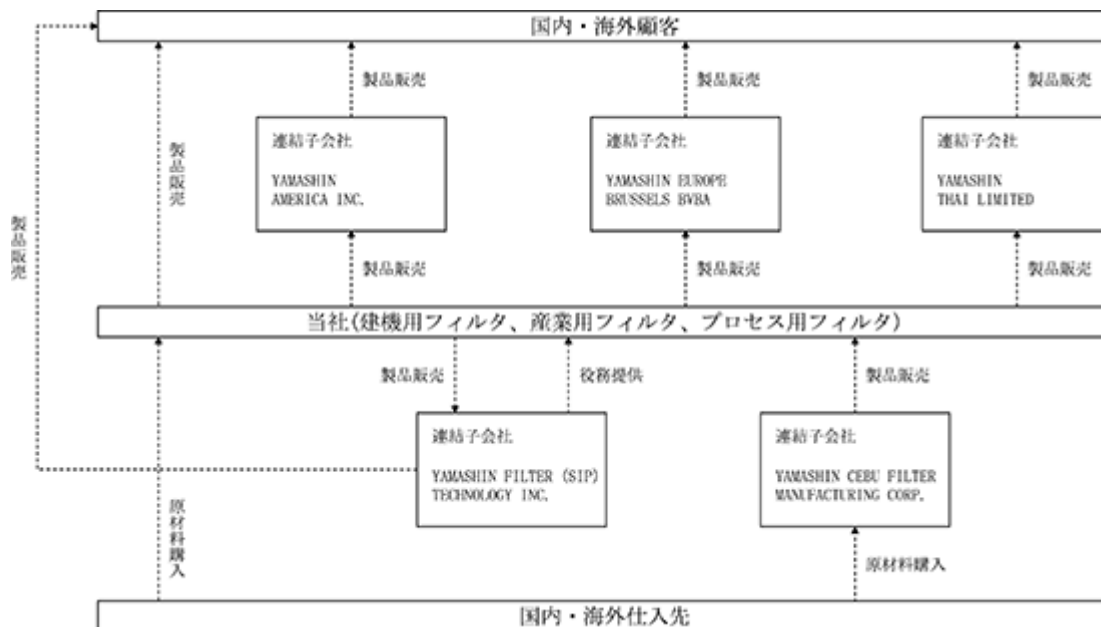 国内・海外顧客
製品販売
製品販売
製品販売
製品販売
製品販売
連結子会社
YAMASHIN
AMERICA INC.
連結子会社
YAMASHIN EUROPE
BRUSSELS BVBA
連結子会社
YAMASHIN
THAI LIMITED
製品販売
製品販売
製品販売
当社(建機用フィルタ、産業用フィルタ、プロセス用フィルタ)
製品販売
役務提供
製品販売
連結子会社
YAMASHIN FILTER (SIP)
TECHNOLOGY INC.
連結子会社
YAMASHIN CEBU FILTER
MANUFACTURING CORP.
原材料購入
原材料購入
国内・海外仕入先